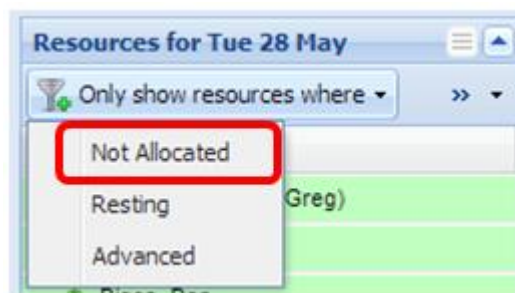 Resources for Tue 28 May
Only show resources where
Not Allocated
Resting
Greg)
Advanced